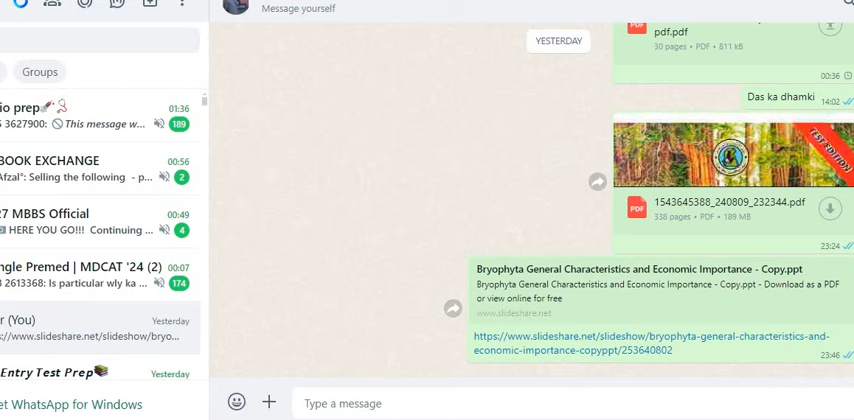 Message yourself
Groups
io prep🚀🩺 01:36
3627900: 🚫 This message w... 189
BOOK EXCHANGE 00:56
Afzal°: Selling the following - p... 2
27 MBBS Official 00:49
HERE YOU GO!!! Continuing ... 4
ngle Premed | MDCAT '24 (2) 00:07
2613368: Is particular wly ka ... 174
r (You) Yesterday
s://www.slideshare.net/slideshow/bryo...
Entry Test Prep📚 Yesterday
et WhatsApp for Windows
YESTERDAY
pdf.pdf
PDF
30 pages • PDF • 811 kB
00:36
Das ka dhamki 14:02
TEST EDITION
PDF
1543645388_240809_232344.pdf
338 pages • PDF • 189 MB
23:24
Bryophyta General Characteristics and Economic Importance - Copy.ppt
Bryophyta General Characteristics and Economic Importance - Copy.ppt - Download as a PDF
or view online for free
www.slideshare.net
https://www.slideshare.net/slideshow/bryophyta-general-characteristics-and-
economic-importance-copyppt/253640802
23:46
Type a message